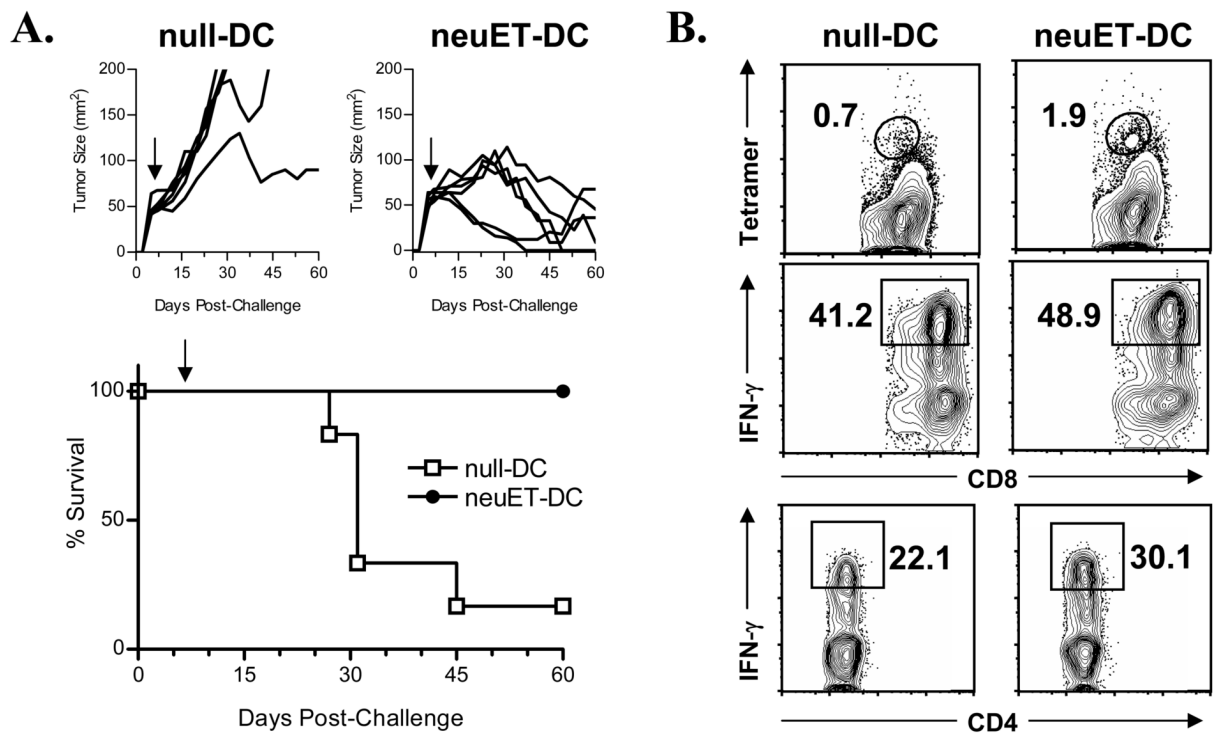 A.
null-DC
neuET-DC
Tumor Size (mm²)
200
150
100
50
0
0 15 30 45 60
Days Post-Challenge
Tumor Size (mm²)
200
150
100
50
0
0 15 30 45 60
Days Post-Challenge
% Survival
100
50
0
null-DC
neuET-DC
0 15 30 45 60
Days Post-Challenge
B.
null-DC
neuET-DC
Tetramer
0.7
1.9
IFN-γ
41.2
48.9
CD8
IFN-γ
22.1
30.1
CD4